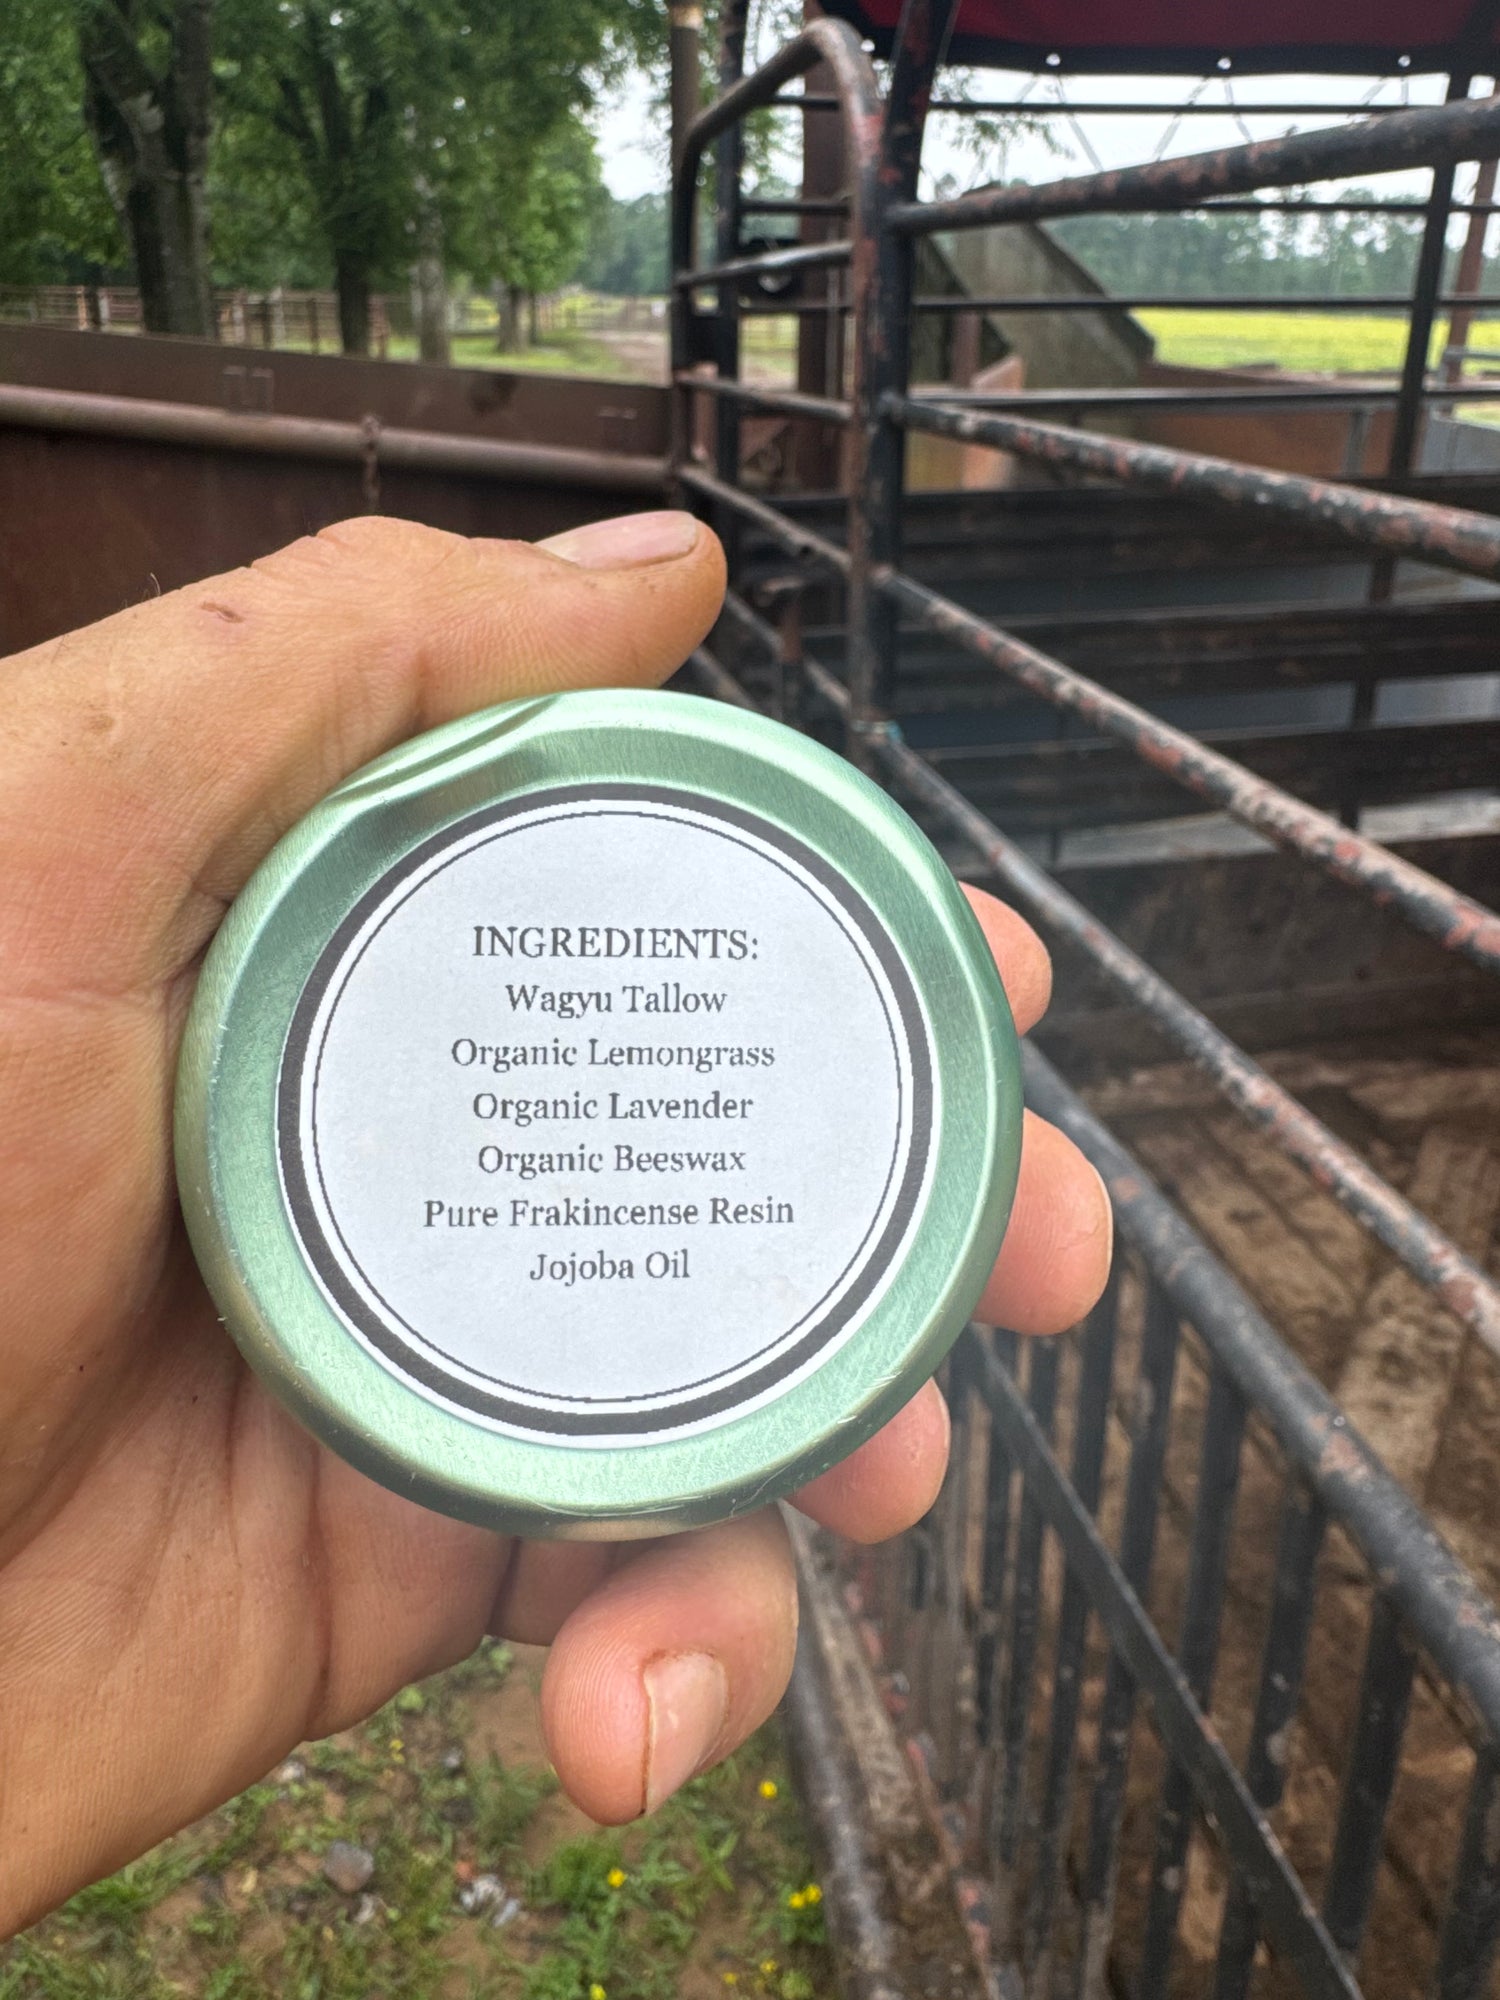 INGREDIENTS:
Wagyu Tallow
Organic Lemongrass
Organic Lavender
Organic Beeswax
Pure Frakincense Resin
Jojoba Oil